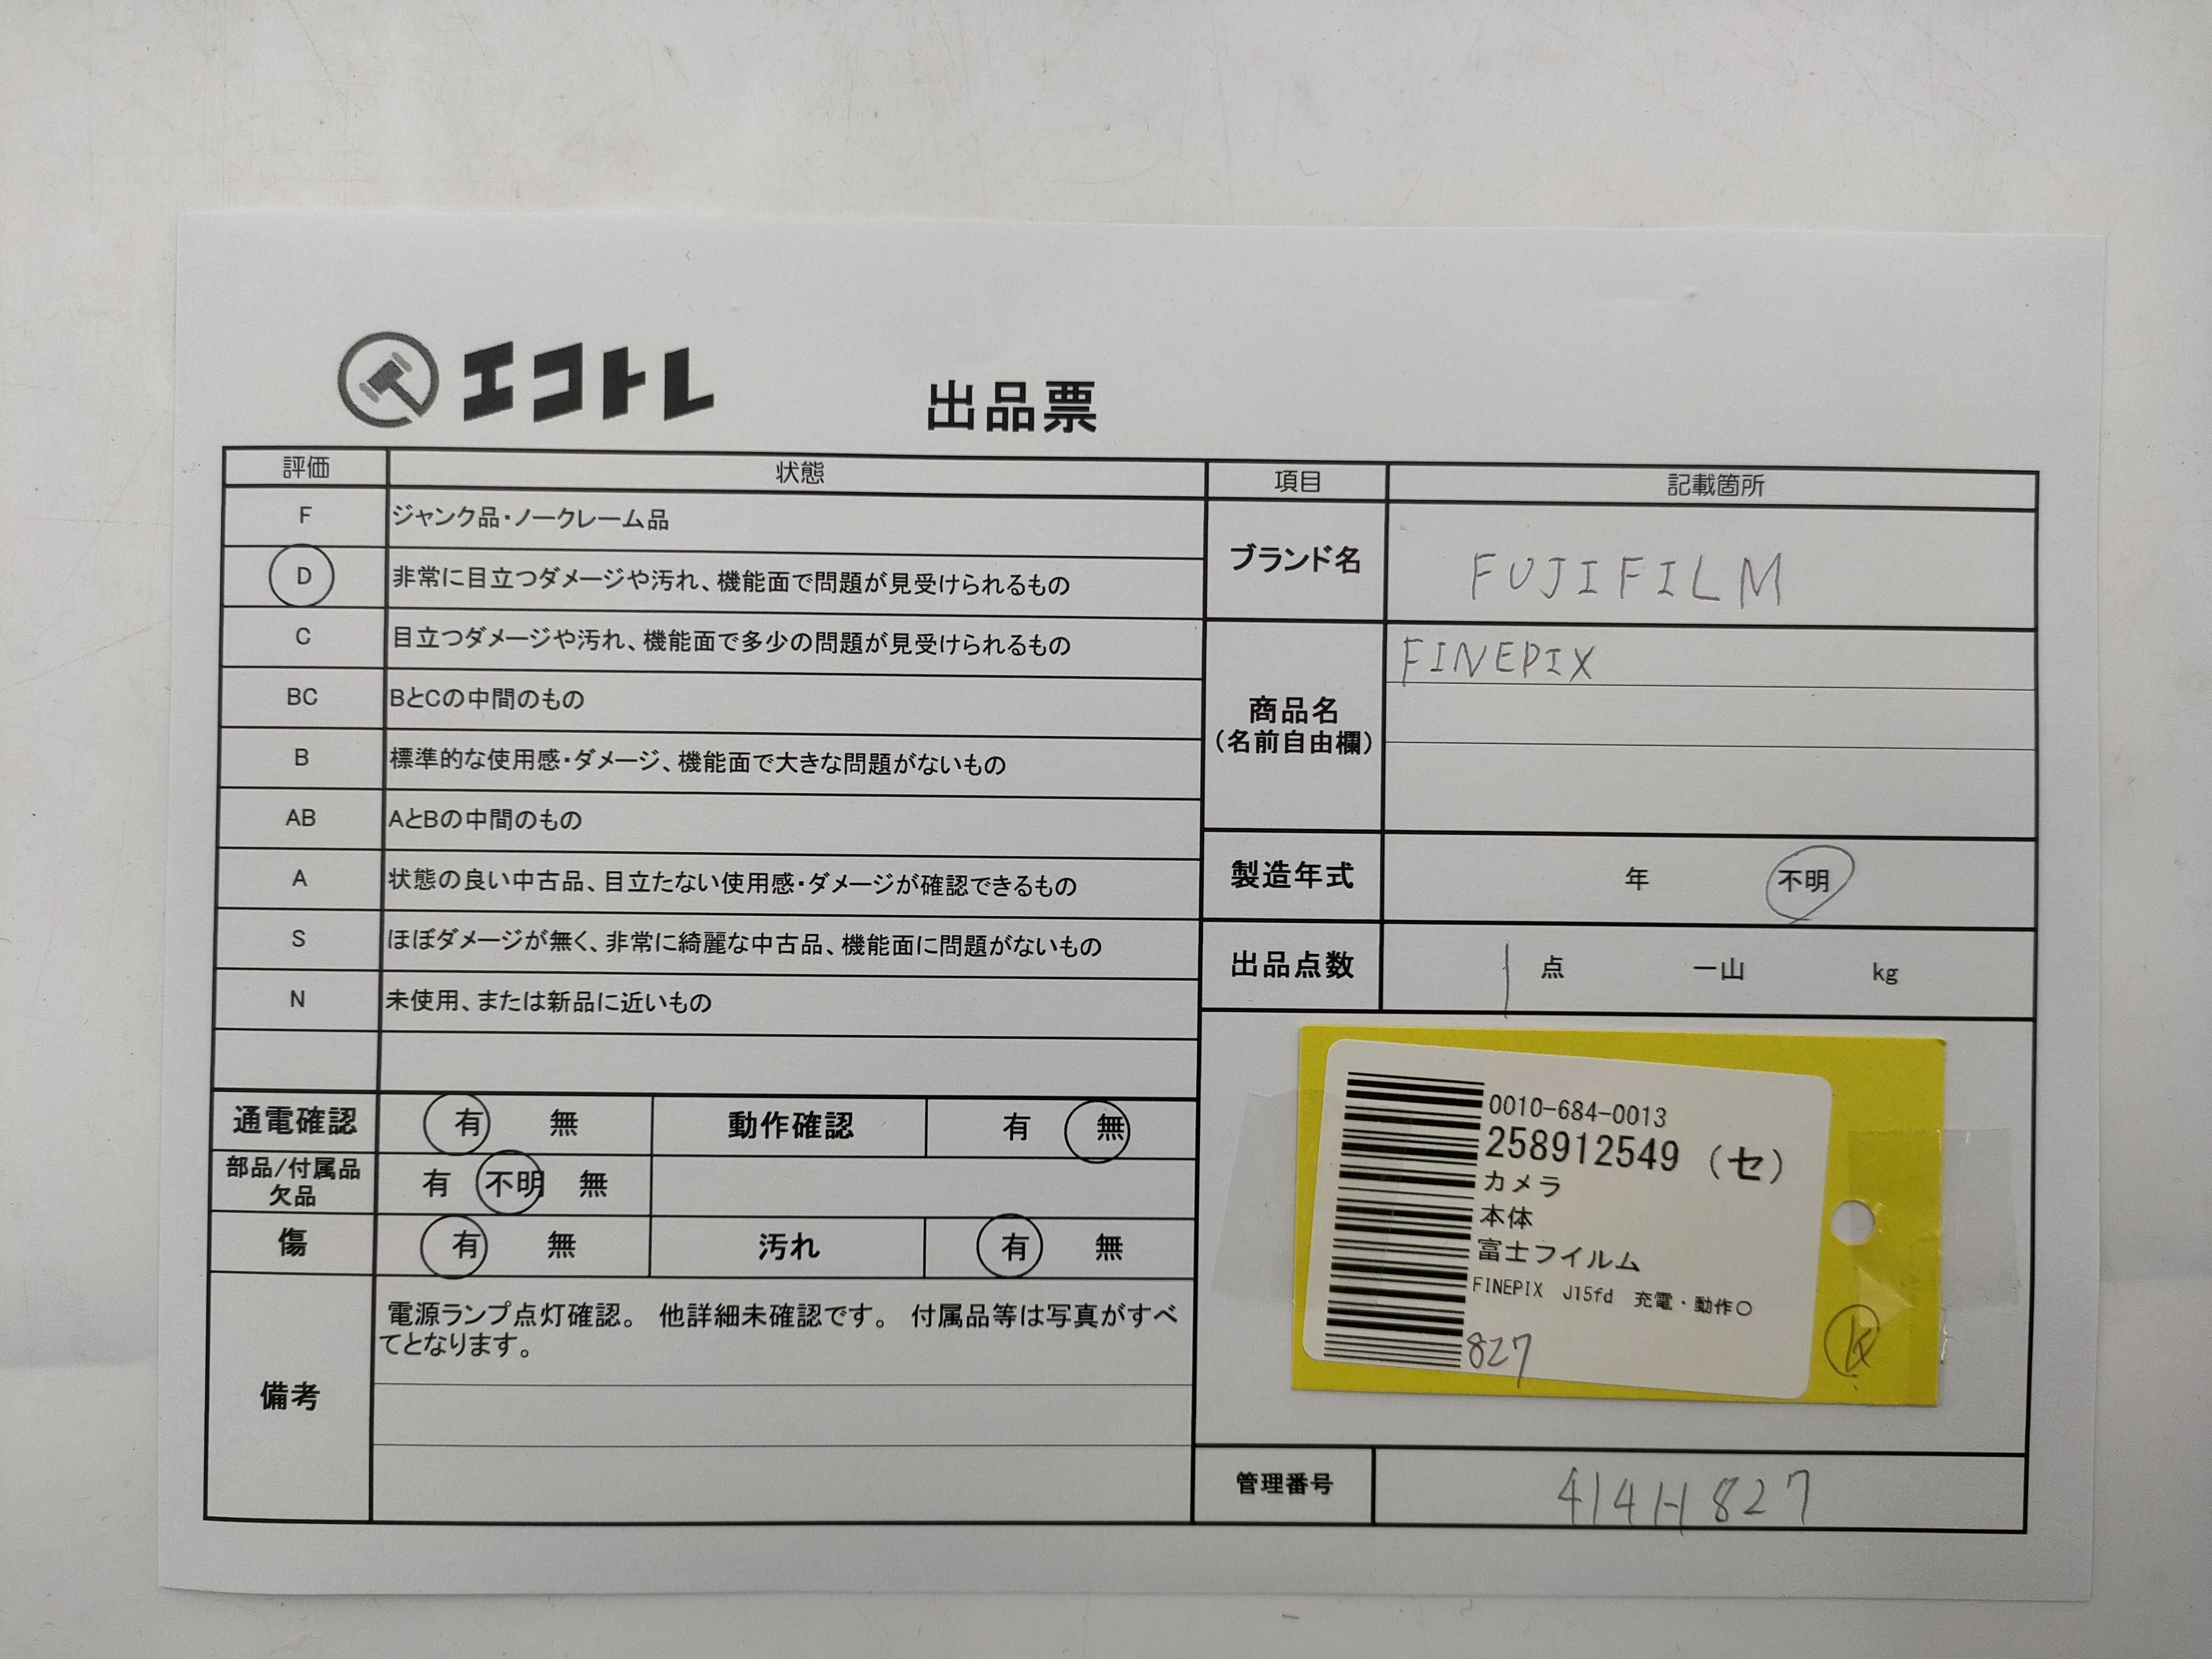 エコトレ
出品票
評価 状態
F ジャンク品・ノークレーム品
D 非常に目立つダメージや汚れ、機能面で問題が見受けられるもの
C 目立つダメージや汚れ、機能面で多少の問題が見受けられるもの
BC BとCの中間のもの
B 標準的な使用感・ダメージ、機能面で大きな問題がないもの
AB AとBの中間のもの
A 状態の良い中古品、目立たない使用感・ダメージが確認できるもの
S ほぼダメージが無く、非常に綺麗な中古品、機能面に問題がないもの
N 未使用、または新品に近いもの
通電確認 有 無 動作確認 有 無
部品/付属品
欠品
有 不明 無
傷 有 無 汚れ 有 無
備考
電源ランプ点灯確認。 他詳細未確認です。 付属品等は写真がすべ
てとなります。
項目 記載箇所
ブランド名 FUJIFILM
商品名
(名前自由欄)
FINEPIX
製造年式 年 不明
出品点数 1 点 一山 kg
0010-684-0013
258912549 (セ)
カメラ
本体
富士フイルム
FINEPIX J15fd 充電・動作〇
827
管理番号 414H827